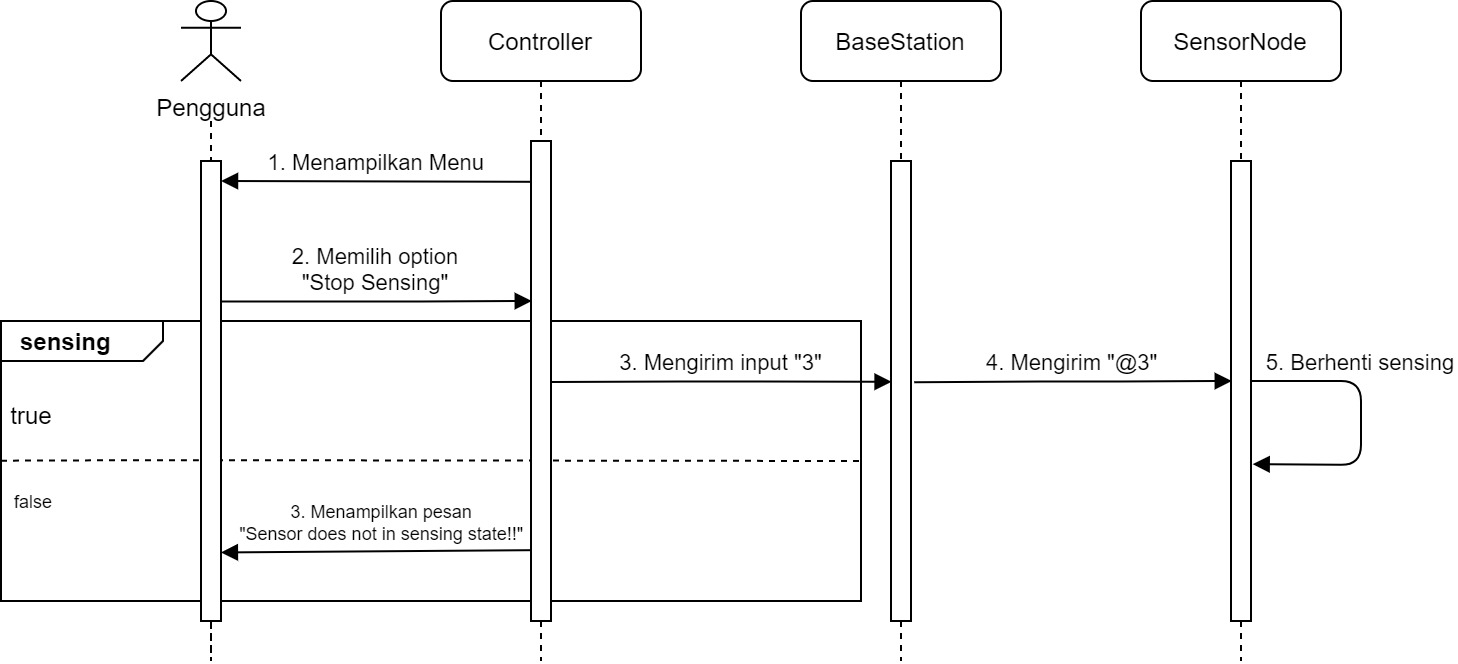 Pengguna
Controller
BaseStation
SensorNode
1. Menampilkan Menu
2. Memilih option
"Stop Sensing"
sensing
true
3. Mengirim input "3"
4. Mengirim "@3"
5. Berhenti sensing
false
3. Menampilkan pesan
"Sensor does not in sensing state!!"